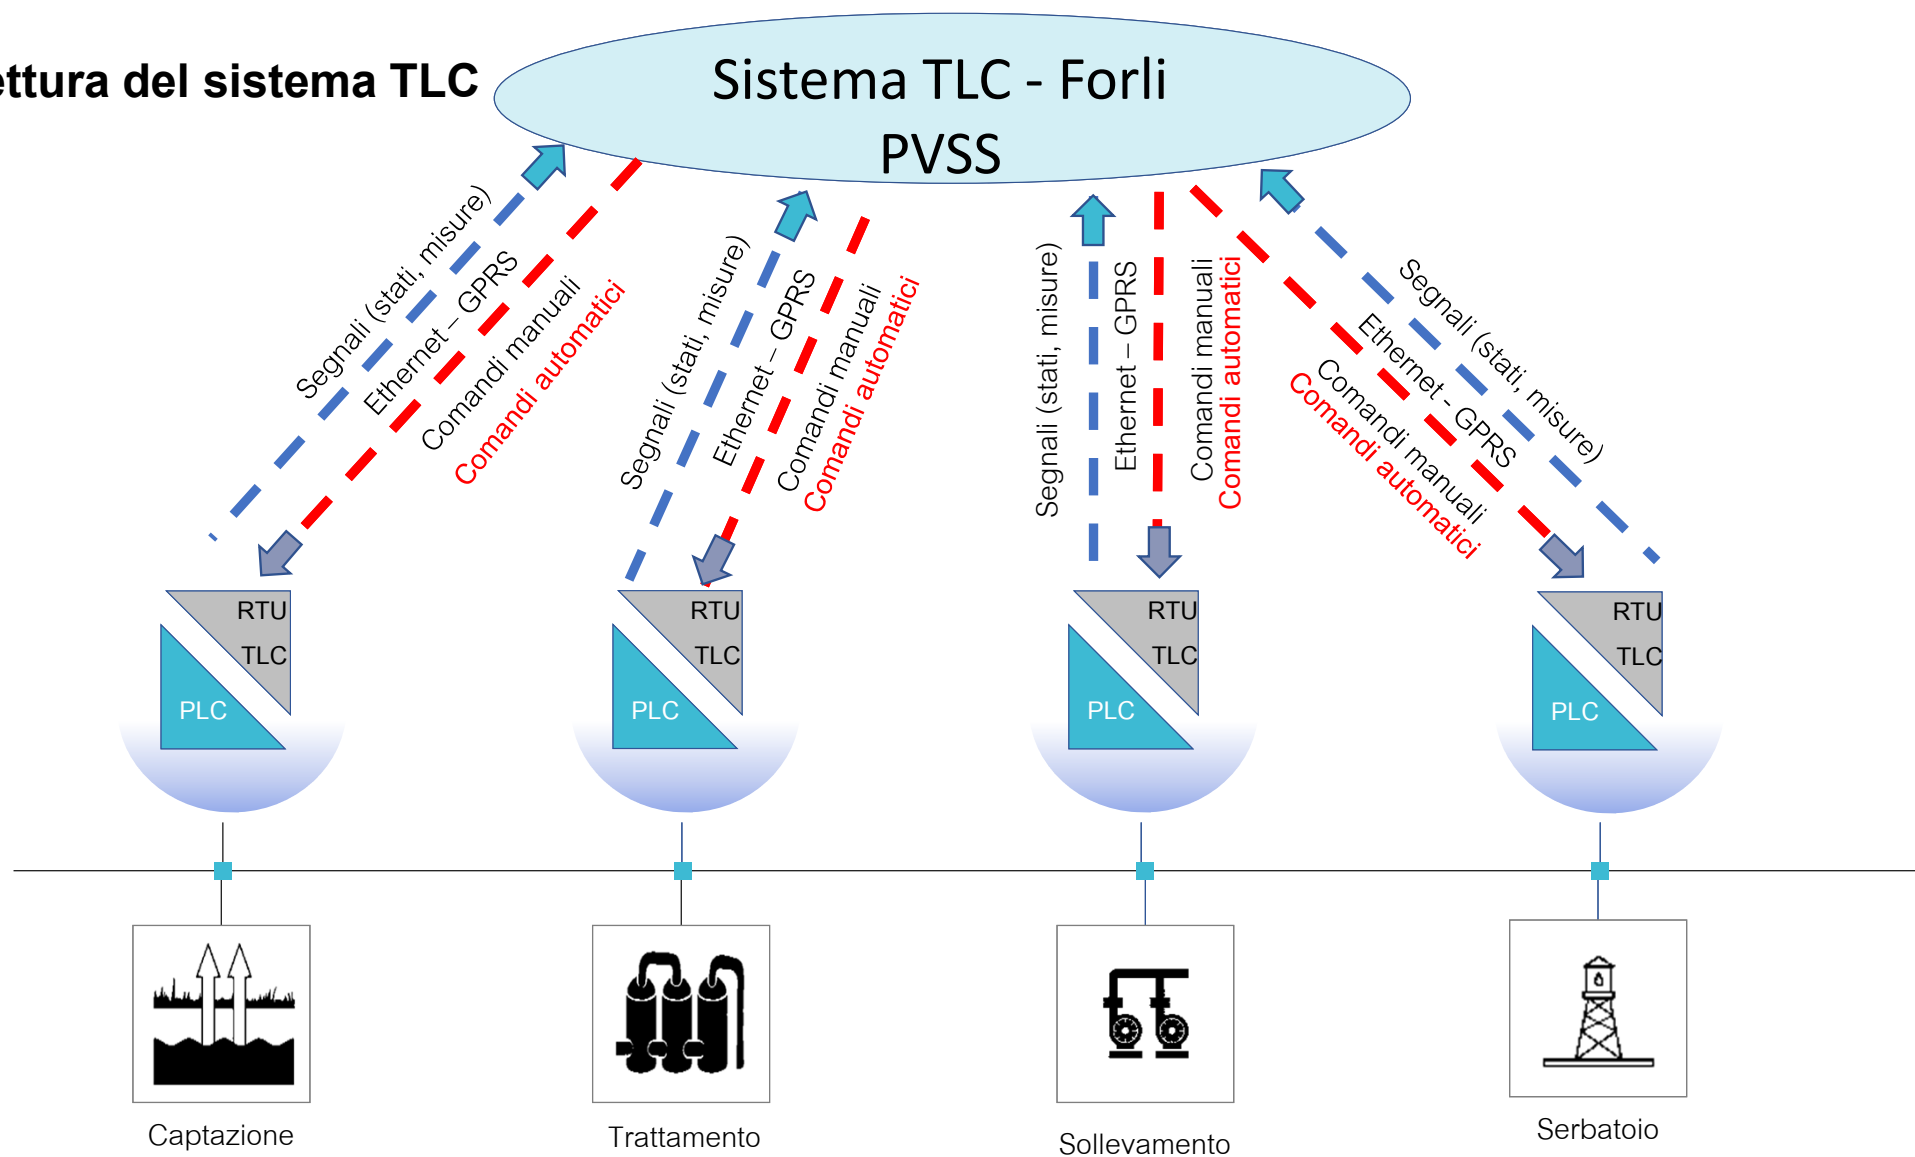 ettura del sistema TLC
Sistema TLC - Forli
PVSS
Segnali (stati, misure)
Ethernet – GPRS
Comandi manuali
Comandi automatici
Segnali (stati, misure)
Ethernet – GPRS
Comandi manuali
Comandi automatici
Segnali (stati, misure)
Ethernet – GPRS
Comandi manuali
Comandi automatici
Segnali (stati, misure)
Ethernet - GPRS
Comandi manuali
Comandi automatici
RTU
TLC
PLC
RTU
TLC
PLC
RTU
TLC
PLC
RTU
TLC
PLC
Captazione
Trattamento
Sollevamento
Serbatoio